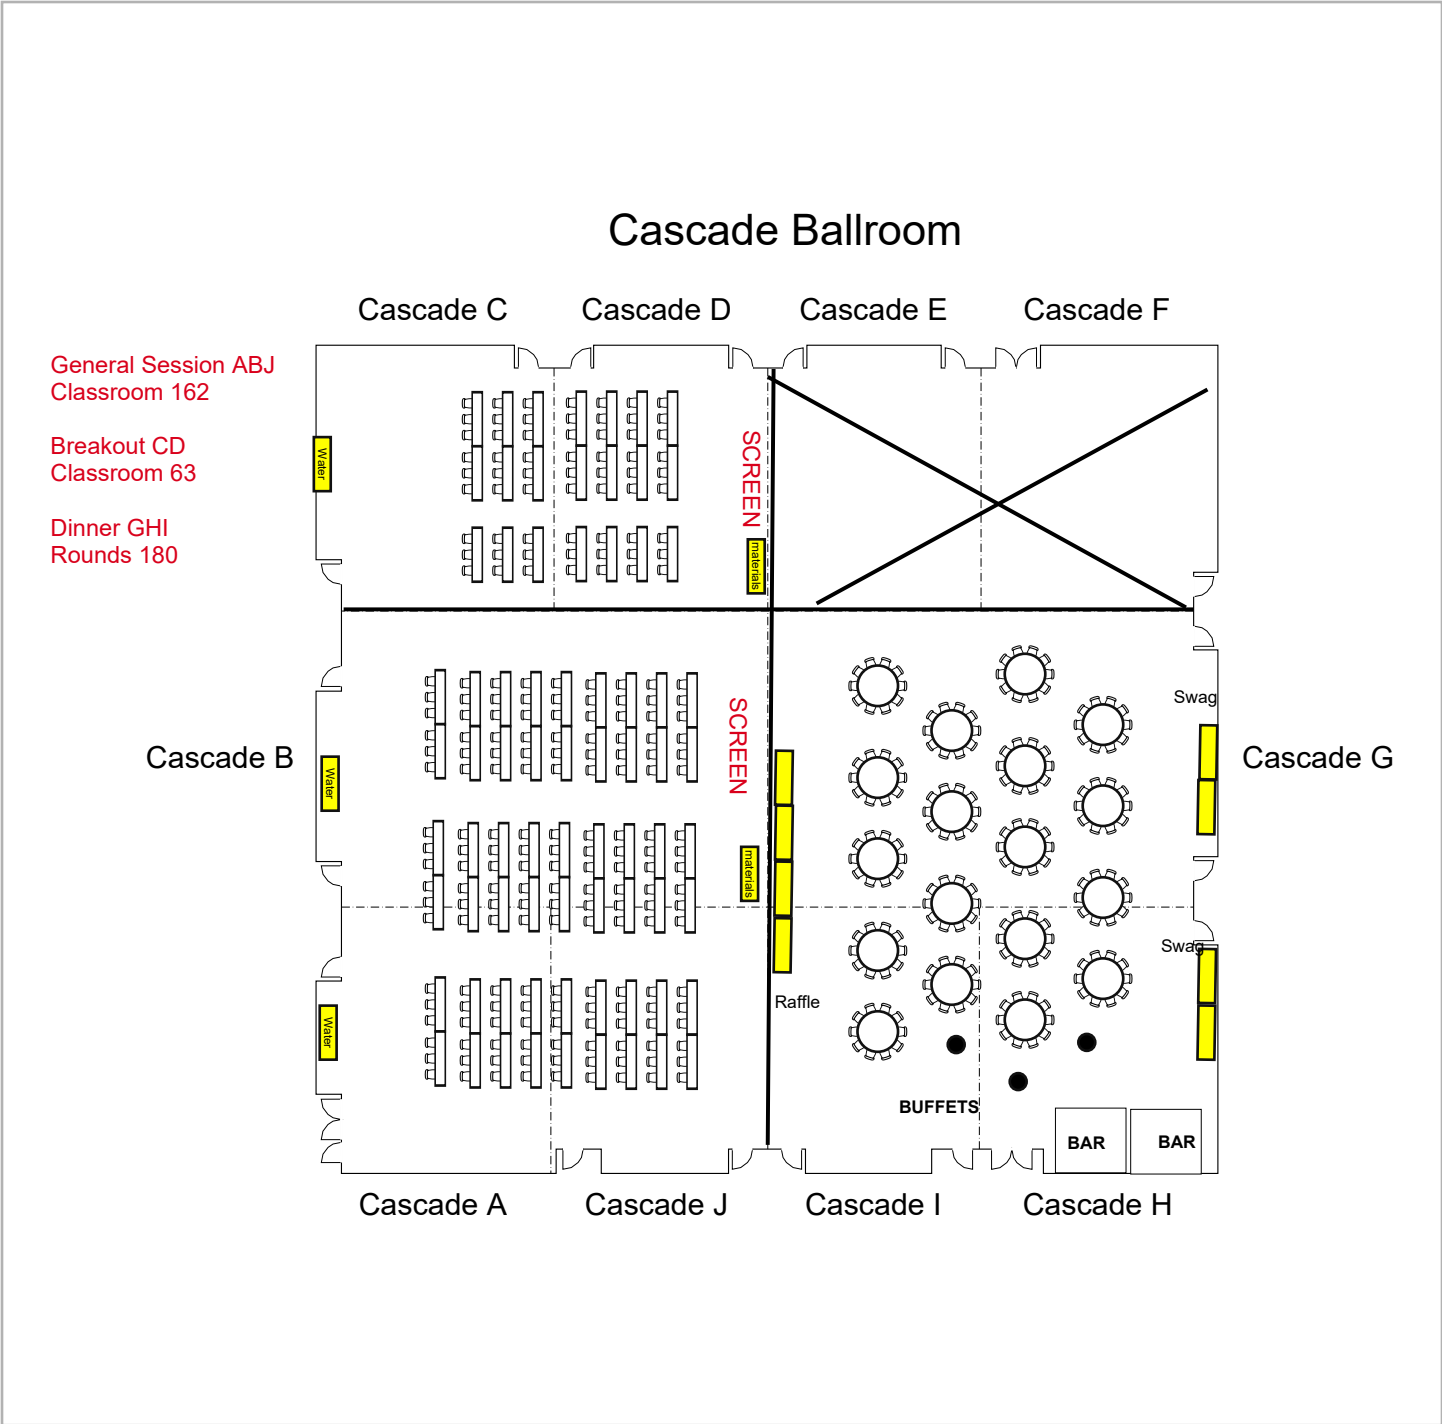 Cascade Ballroom
Cascade C
Cascade D
Cascade E
Cascade F
General Session ABJ
Classroom 162
Breakout CD
Classroom 63
Dinner GHI
Rounds 180
Water
SCREEN
materials
Cascade B
Water
SCREEN
materials
Swag
Cascade G
Swag
Raffle
Water
BUFFETS
BAR
BAR
Cascade A
Cascade J
Cascade I
Cascade H